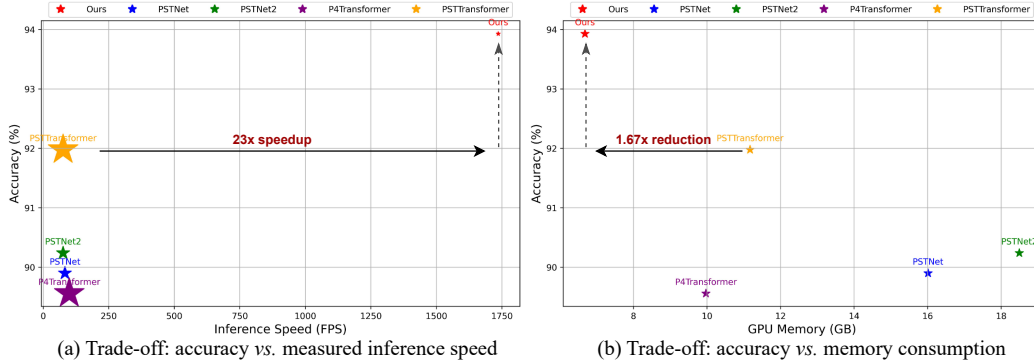 Ours PSTNet PSTNet2 P4Transformer PSTTransformer
94
93
92
91
90
Accuracy (%)
Ours
PSTTransformer
23x speedup
PSTNet2
PSTNet
P4Transformer
0 250 500 750 1000 1250 1500 1750
Inference Speed (FPS)
(a) Trade-off: accuracy vs. measured inference speed
Ours PSTNet PSTNet2 P4Transformer PSTTransformer
94
93
92
91
90
Accuracy (%)
Ours
1.67x reduction PSTTransformer
PSTNet2
PSTNet
P4Transformer
8 10 12 14 16 18
GPU Memory (GB)
(b) Trade-off: accuracy vs. memory consumption